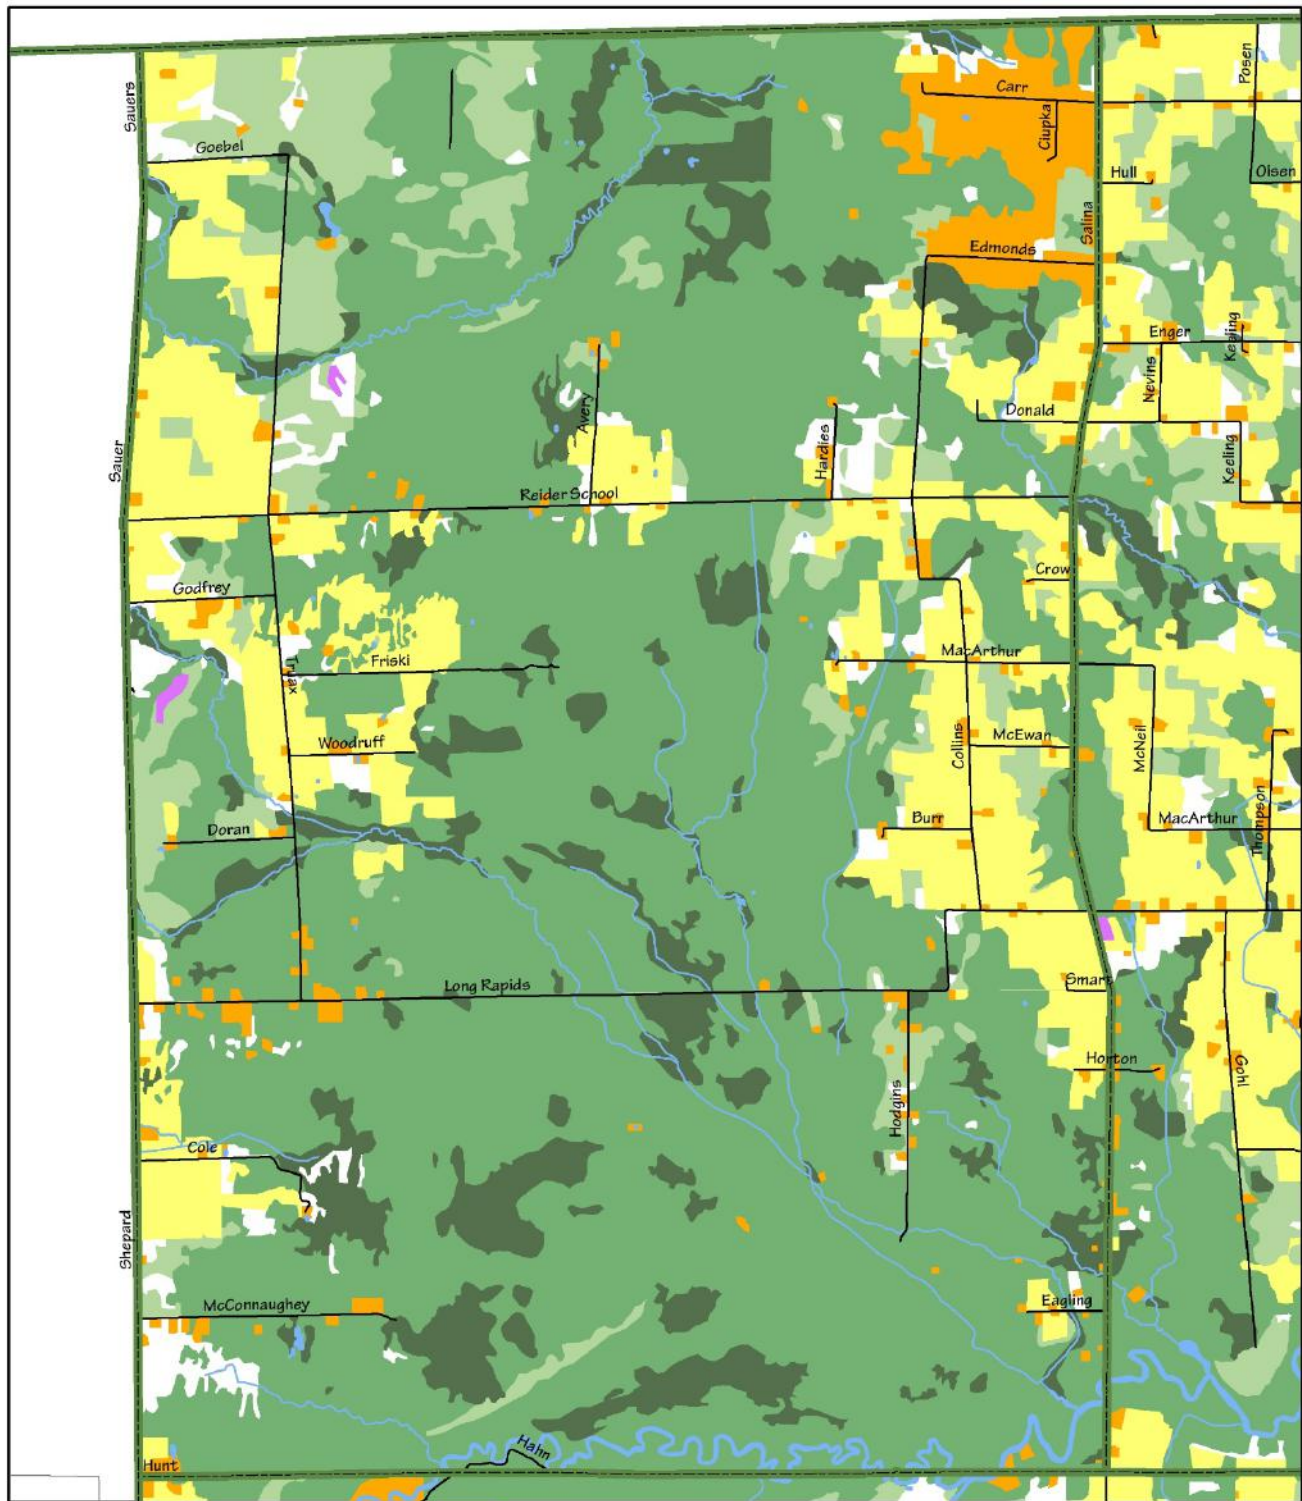 Sauers
Goebel
Carr
Ciupka
Posen
Hull
Olsen
Salina
Edmonds
Enger
Keeling
Nevins
Donald
Avery
Hardies
Keeling
Sauer
Reider School
Godfrey
Crow
Truax
Friski
MacArthur
Woodruff
Collins
McEwan
McNeil
Doran
Burr
MacArthur
Thompson
Long Rapids
Smart
Horton
Gohl
Hodgins
Cole
Shepard
McConnaughey
Eagling
Hahn
Hunt